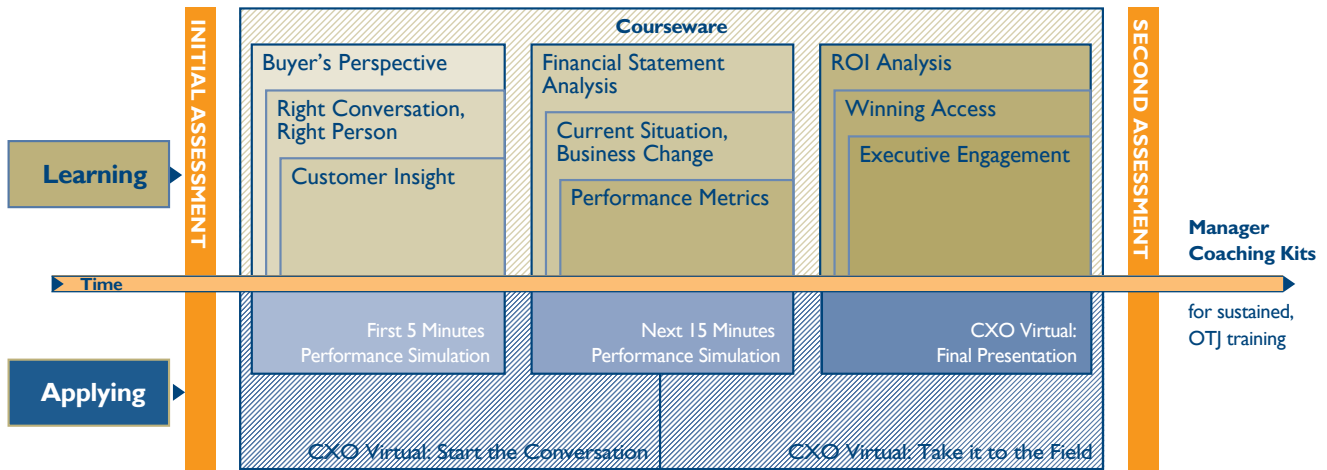 Courseware
INITIAL ASSESSMENT
Buyer's Perspective
Right Conversation,
Right Person
Customer Insight
Financial Statement
Analysis
Current Situation,
Business Change
Performance Metrics
ROI Analysis
Winning Access
Executive Engagement
SECOND ASSESSMENT
Learning
Manager
Coaching Kits
Time
for sustained,
OTJ training
First 5 Minutes
Performance Simulation
Next 15 Minutes
Performance Simulation
CXO Virtual:
Final Presentation
Applying
CXO Virtual: Start the Conversation
CXO Virtual: Take it to the Field